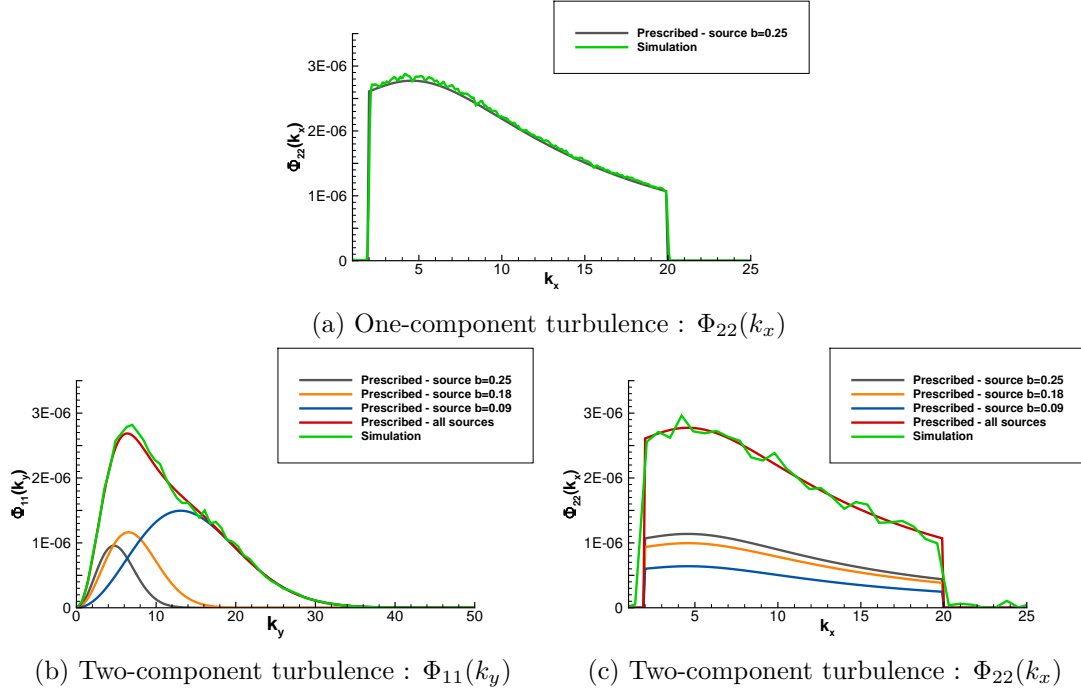 Prescribed - source b=0.25
Simulation
3E-06
2E-06
1E-06
0
Φ₂₂(kₓ)
5 10 15 20 25
kₓ
(a) One-component turbulence : Φ₂₂(kₓ)
Prescribed - source b=0.25
Prescribed - source b=0.18
Prescribed - source b=0.09
Prescribed - all sources
Simulation
3E-06
2E-06
1E-06
0
Φ₁₁(k_y)
0 10 20 30 40 50
k_y
(b) Two-component turbulence : Φ₁₁(k_y)
Prescribed - source b=0.25
Prescribed - source b=0.18
Prescribed - source b=0.09
Prescribed - all sources
Simulation
3E-06
2E-06
1E-06
0
Φ₂₂(kₓ)
5 10 15 20 25
kₓ
(c) Two-component turbulence : Φ₂₂(kₓ)